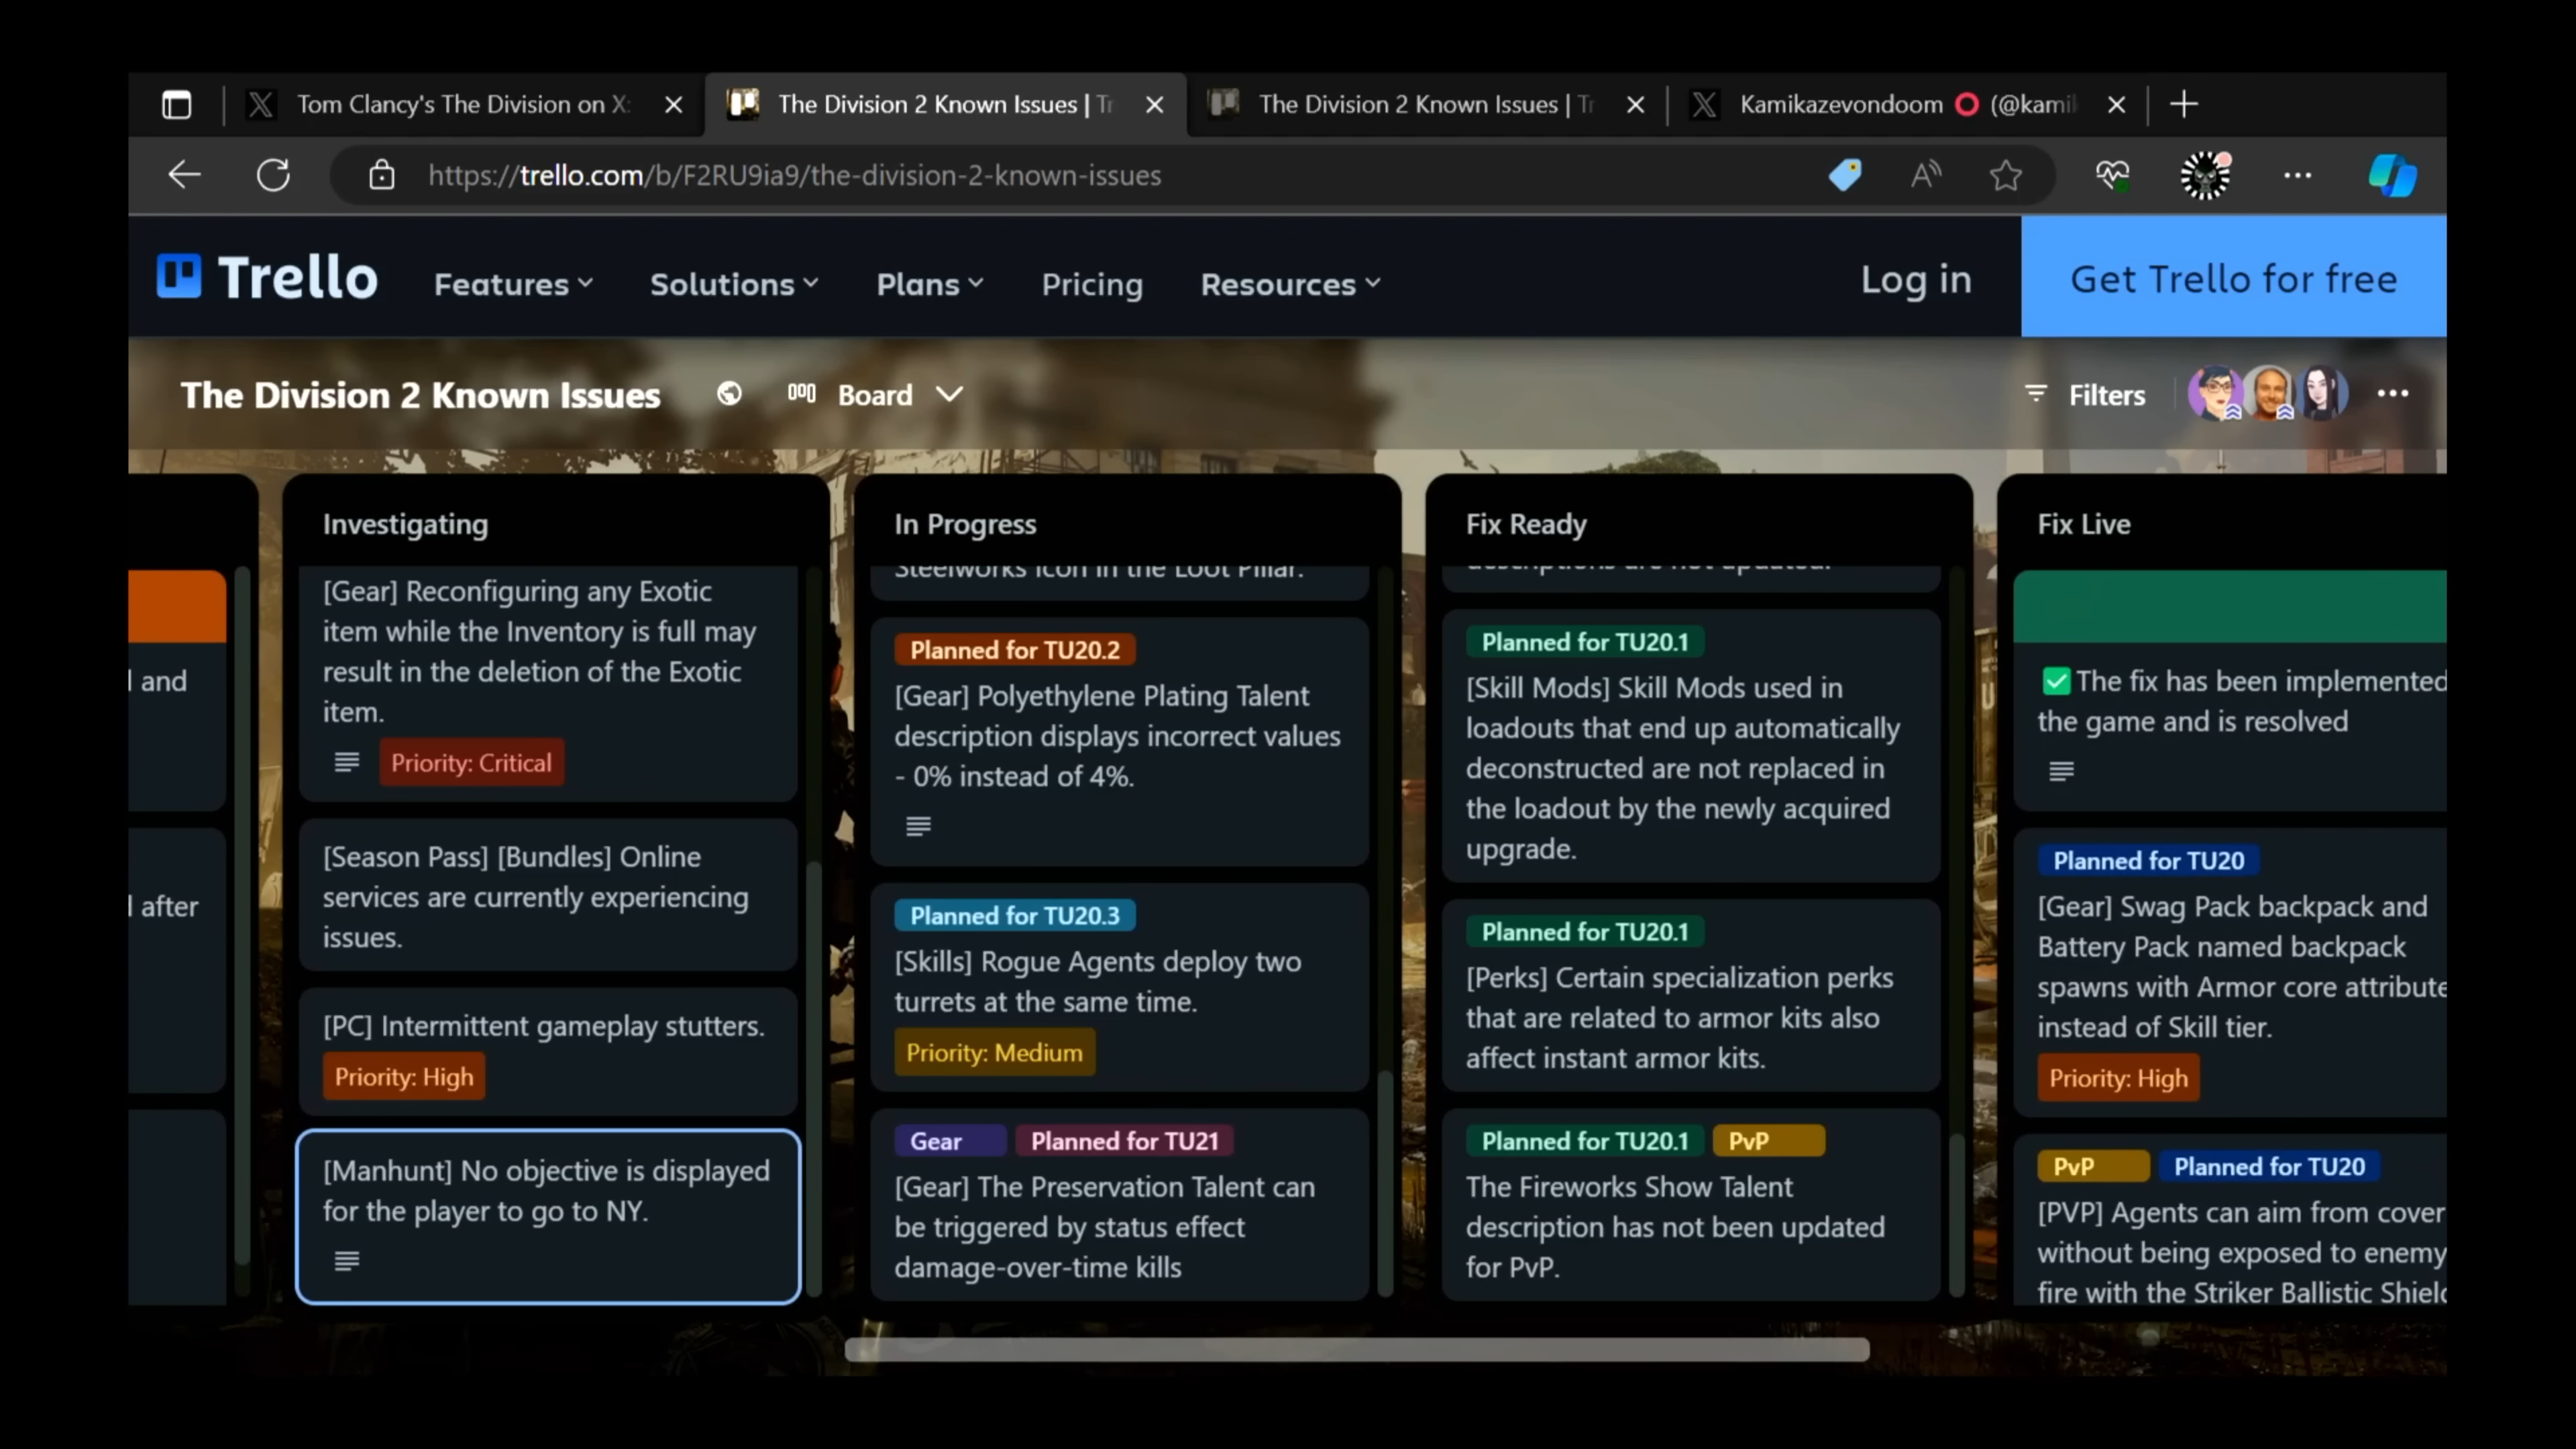 Tom Clancy's The Division on X:
The Division 2 Known Issues | Tr
The Division 2 Known Issues | Tr
Kamikazevondoom ⭕ (@kamil
https://trello.com/b/F2RU9ia9/the-division-2-known-issues
Trello
Features
Solutions
Plans
Pricing
Resources
Log in
Get Trello for free
The Division 2 Known Issues
Board
Filters
l and
l after
Investigating
[Gear] Reconfiguring any Exotic
item while the Inventory is full may
result in the deletion of the Exotic
item.
Priority: Critical
[Season Pass] [Bundles] Online
services are currently experiencing
issues.
[PC] Intermittent gameplay stutters.
Priority: High
[Manhunt] No objective is displayed
for the player to go to NY.
In Progress
Steelworks icon in the Loot Pillar.
Planned for TU20.2
[Gear] Polyethylene Plating Talent
description displays incorrect values
- 0% instead of 4%.
Planned for TU20.3
[Skills] Rogue Agents deploy two
turrets at the same time.
Priority: Medium
Gear Planned for TU21
[Gear] The Preservation Talent can
be triggered by status effect
damage-over-time kills
Fix Ready
descriptions are not updated.
Planned for TU20.1
[Skill Mods] Skill Mods used in
loadouts that end up automatically
deconstructed are not replaced in
the loadout by the newly acquired
upgrade.
Planned for TU20.1
[Perks] Certain specialization perks
that are related to armor kits also
affect instant armor kits.
Planned for TU20.1 PvP
The Fireworks Show Talent
description has not been updated
for PvP.
Fix Live
✅The fix has been implemented
the game and is resolved
Planned for TU20
[Gear] Swag Pack backpack and
Battery Pack named backpack
spawns with Armor core attribute
instead of Skill tier.
Priority: High
PvP Planned for TU20
[PVP] Agents can aim from cover
without being exposed to enemy
fire with the Striker Ballistic Shield